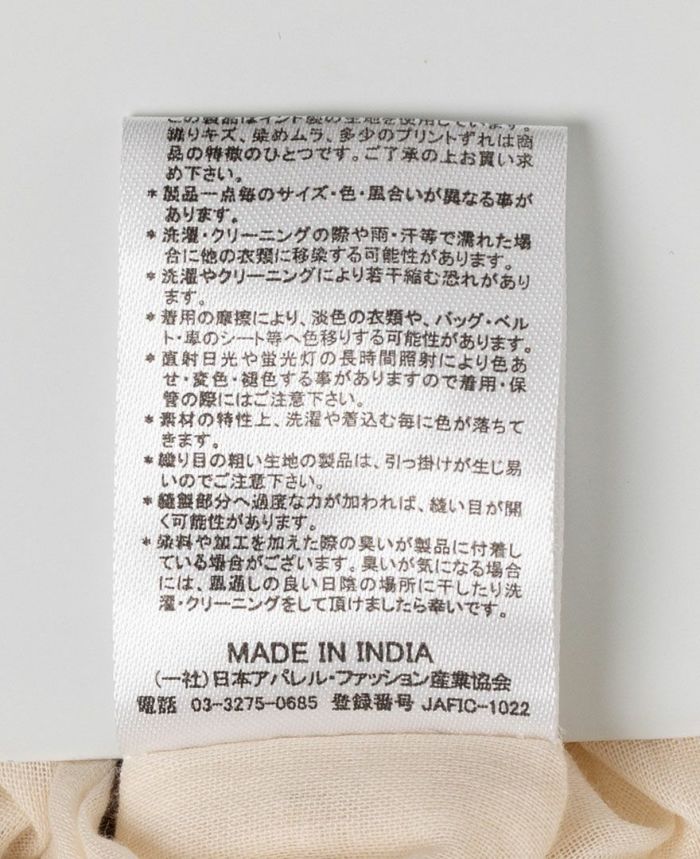 この製品はインド製の生地を使用しています。
織りキズ、染めムラ、多少のプリントずれは商
品の特徴のひとつです。ご了承の上お買い求
め下さい。
*製品一点毎のサイズ・色・風合いが異なる事が
あります。
*洗濯・クリーニングの際や雨・汗等で濡れた場
合に他の衣類に移染する可能性があります。
*洗濯やクリーニングにより若干縮む恐れがあり
ます。
*着用の摩擦により、淡色の衣類や、バッグ・ベル
ト・車のシート等へ色移りする可能性があります。
*直射日光や蛍光灯の長時間照射により色あ
せ・変色・褪色する事がありますので着用・保
管の際にはご注意下さい。
*素材の特性上、洗濯や着込む毎に色が落ちて
きます。
*織り目の粗い生地の製品は、引っ掛けが生じ易
いのでご注意下さい。
*縫製部分へ過度な力が加われば、縫い目が開
く可能性があります。
*染料や加工を加えた際の臭いが製品に付着し
ている場合がございます。臭いが気になる場合
には、風通しの良い日陰の場所に干したり洗
濯・クリーニングをして頂けましたら幸いです。
MADE IN INDIA
(一社)日本アパレル・ファッション産業協会
電話 03-3275-0685 登録番号 JAFIC-1022